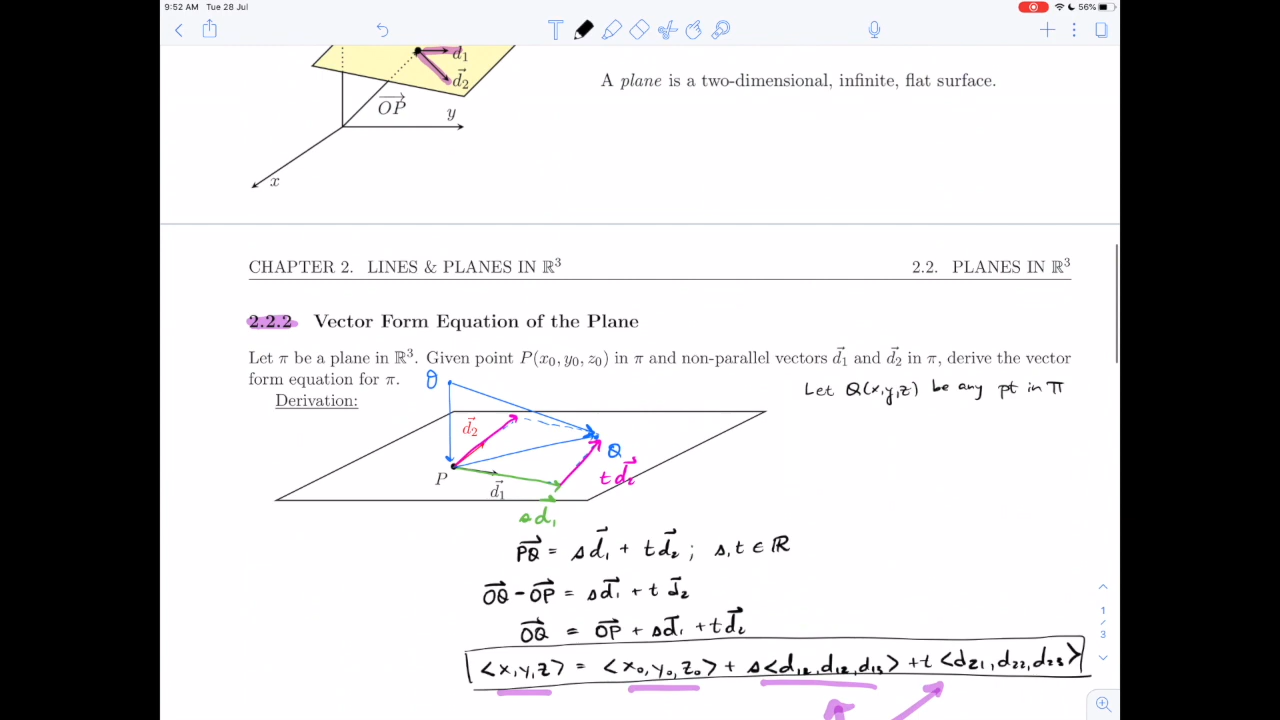 9:52 AM Tue 28 Jul
56%
T
d⃗1
d⃗2
OP
y
x
A plane is a two-dimensional, infinite, flat surface.
CHAPTER 2. LINES & PLANES IN ℝ³
2.2. PLANES IN ℝ³
2.2.2 Vector Form Equation of the Plane
Let π be a plane in ℝ³. Given point P(x₀, y₀, z₀) in π and non-parallel vectors d⃗₁ and d⃗₂ in π, derive the vector
form equation for π.
Let Q(x,y,z) be any pt in π
Derivation:
O
d⃗2
Q
P
d⃗1
td⃗₂
sd₁
PQ = sd⃗₁ + td⃗₂ ; s,t ∈ ℝ
OQ - OP = sd⃗₁ + t d⃗₂
OQ = OP + sd⃗₁ + td⃗₂
<x,y,z> = <x₀,y₀,z₀> + s<d₁₂,d₁₂,d₁₃> + t <d₂₁,d₂₂,d₂₃>
1
/
3